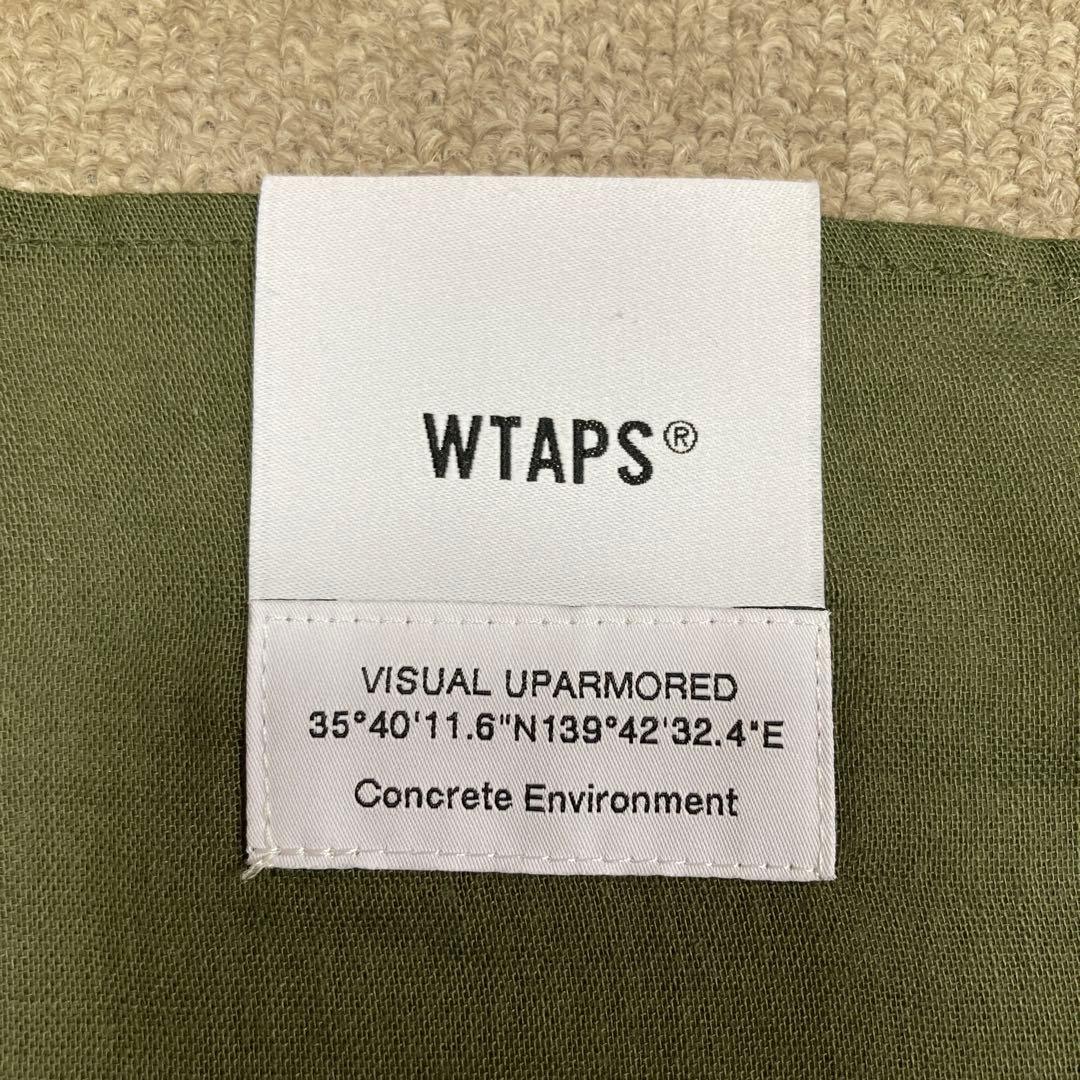 WTAPS®
VISUAL UPARMORED
35°40'11.6"N139°42'32.4"E
Concrete Environment